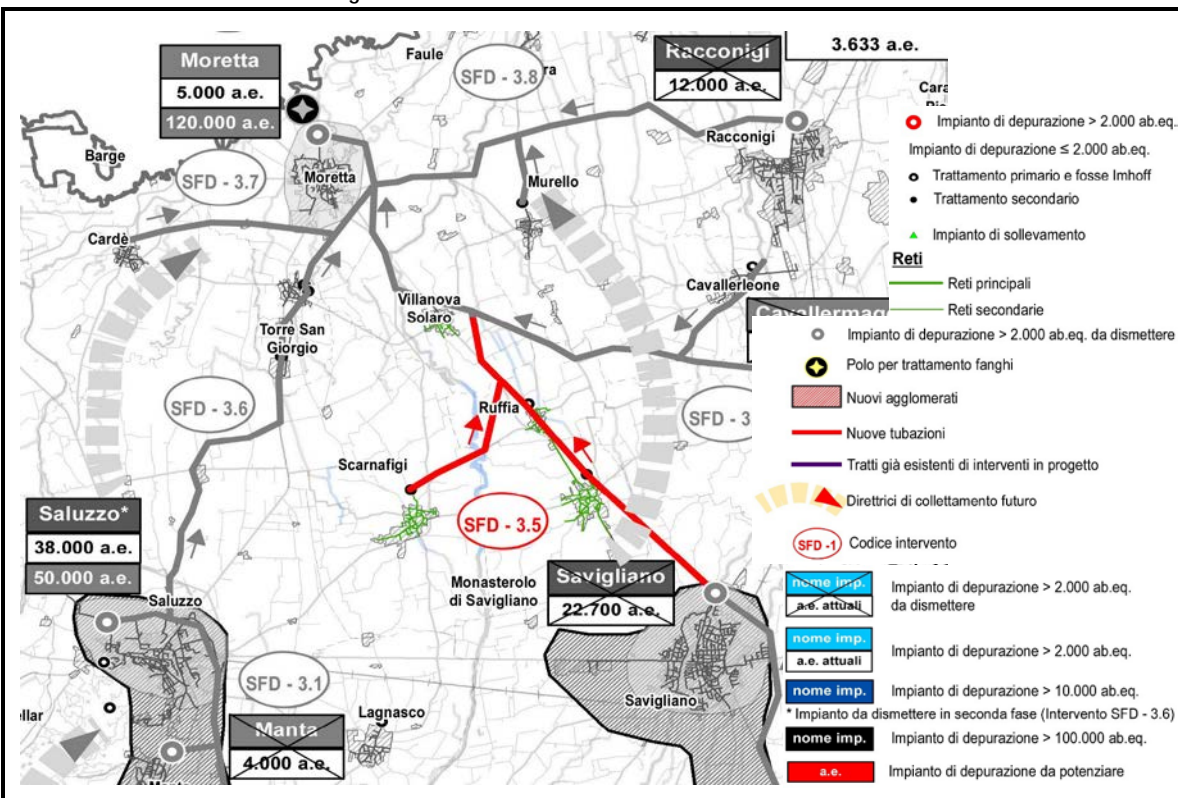 Moretta
5.000 a.e.
120.000 a.e.
Faule
SFD - 3.8
ra
Racconigi
12.000 a.e.
3.633 a.e.
Barge
SFD - 3.7
Moretta
Murello
Racconigi
Cardè
Villanova
Solaro
Cavallerleone
Cavallermag
Torre San
Giorgio
SFD - 3.6
Ruffia
SFD - 3
Scarnafigi
SFD - 3.5
Saluzzo*
38.000 a.e.
50.000 a.e.
Saluzzo
Monasterolo
di Savigliano
Savigliano
22.700 a.e.
SFD - 3.1
Lagnasco
Savigliano
ellar
Manta
4.000 a.e.
Cara
Impianto di depurazione > 2.000 ab.eq.
Impianto di depurazione ≤ 2.000 ab.eq.
Trattamento primario e fosse Imhoff
Trattamento secondario
Impianto di sollevamento
Reti
Reti principali
Reti secondarie
Impianto di depurazione > 2.000 ab.eq. da dismettere
Polo per trattamento fanghi
Nuovi agglomerati
Nuove tubazioni
Tratti già esistenti di interventi in progetto
Direttrici di collettamento futuro
SFD -1 Codice intervento
nome imp.
a.e. attuali
Impianto di depurazione > 2.000 ab.eq.
da dismettere
nome imp.
a.e. attuali
Impianto di depurazione > 2.000 ab.eq.
nome imp. Impianto di depurazione > 10.000 ab.eq.
* Impianto da dismettere in seconda fase (Intervento SFD - 3.6)
nome imp. Impianto di depurazione > 100.000 ab.eq.
a.e. Impianto di depurazione da potenziare